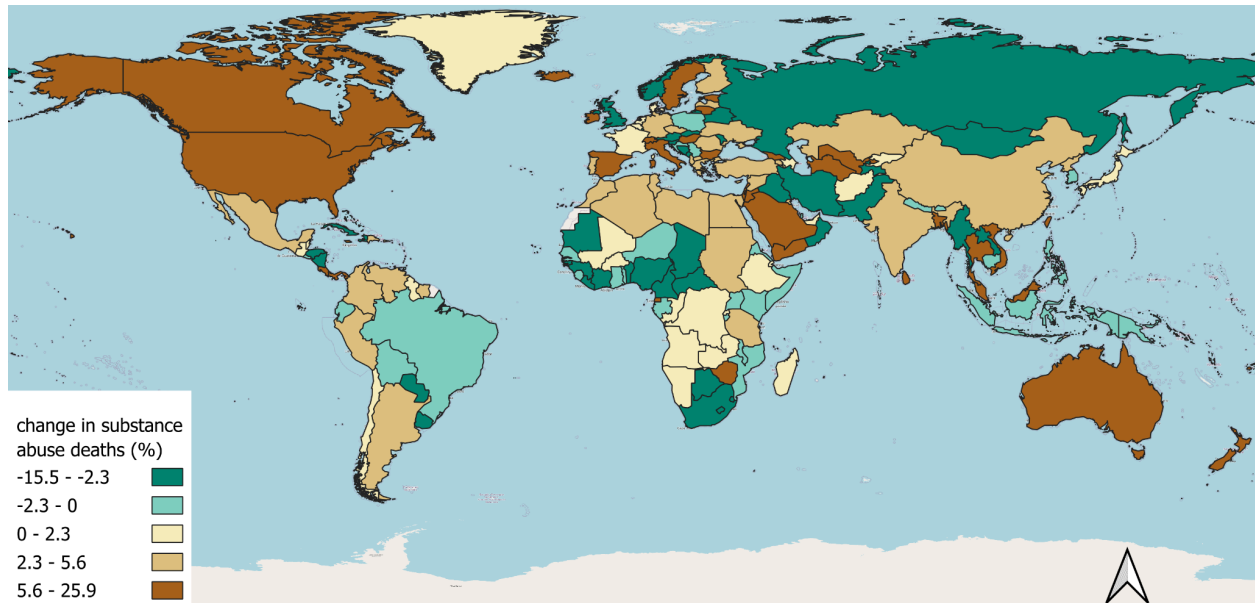 change in substance
abuse deaths (%)
-15.5 - -2.3
-2.3 - 0
0 - 2.3
2.3 - 5.6
5.6 - 25.9